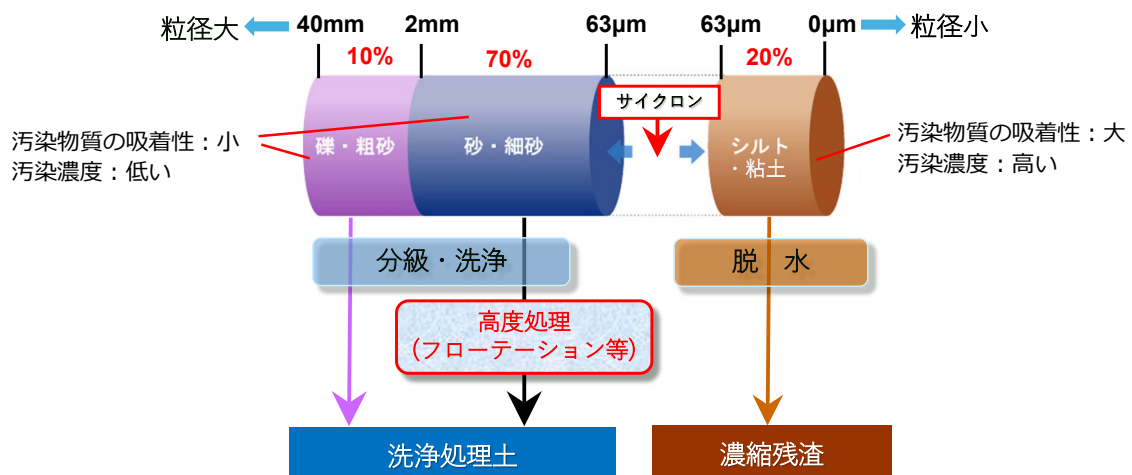 粒径大
40mm
2mm
63μm
63μm
0μm
粒径小
10%
70%
20%
サイクロン
汚染物質の吸着性：小
汚染濃度：低い
礫・粗砂
砂・細砂
シルト
・粘土
汚染物質の吸着性：大
汚染濃度：高い
分級・洗浄
脱　水
高度処理
(フローテーション等)
洗浄処理土
濃縮残渣